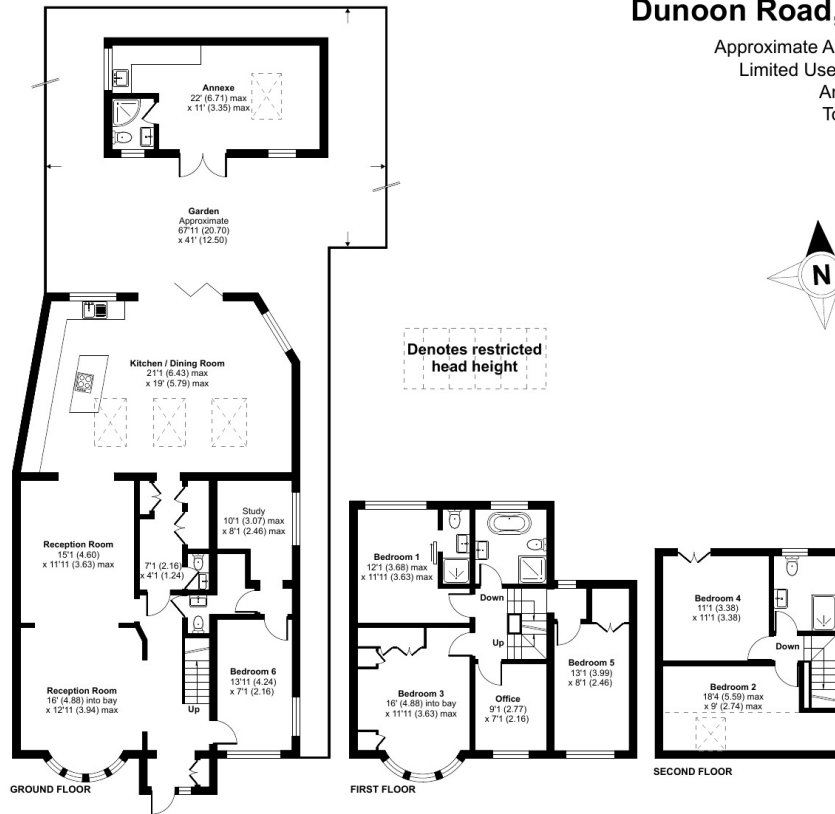 Dunoon Road,
Approximate A
Limited Use
Ar
To
Annexe
22' (6.71) max
x 11' (3.35) max
Garden
Approximate
67'11 (20.70)
x 41' (12.50)
N
Kitchen / Dining Room
21'1 (6.43) max
x 19' (5.79) max
Denotes restricted
head height
Reception Room
15'1 (4.60)
x 11'11 (3.63) max
7'1 (2.16)
x 4'1 (1.24)
Study
10'1 (3.07) max
x 8'1 (2.46) max
Reception Room
16' (4.88) into bay
x 12'11 (3.94) max
Up
Bedroom 6
13'11 (4.24)
x 7'1 (2.16)
GROUND FLOOR
Bedroom 1
12'1 (3.68) max
x 11'11 (3.63) max
Down
Up
Bedroom 3
16' (4.88) into bay
x 11'11 (3.63) max
Office
9'1 (2.77)
x 7'1 (2.16)
Bedroom 5
13'1 (3.99)
x 8'1 (2.46)
FIRST FLOOR
Bedroom 4
11'1 (3.38)
x 11'1 (3.38)
Down
Bedroom 2
18'4 (5.59) max
x 9' (2.74) max
SECOND FLOOR